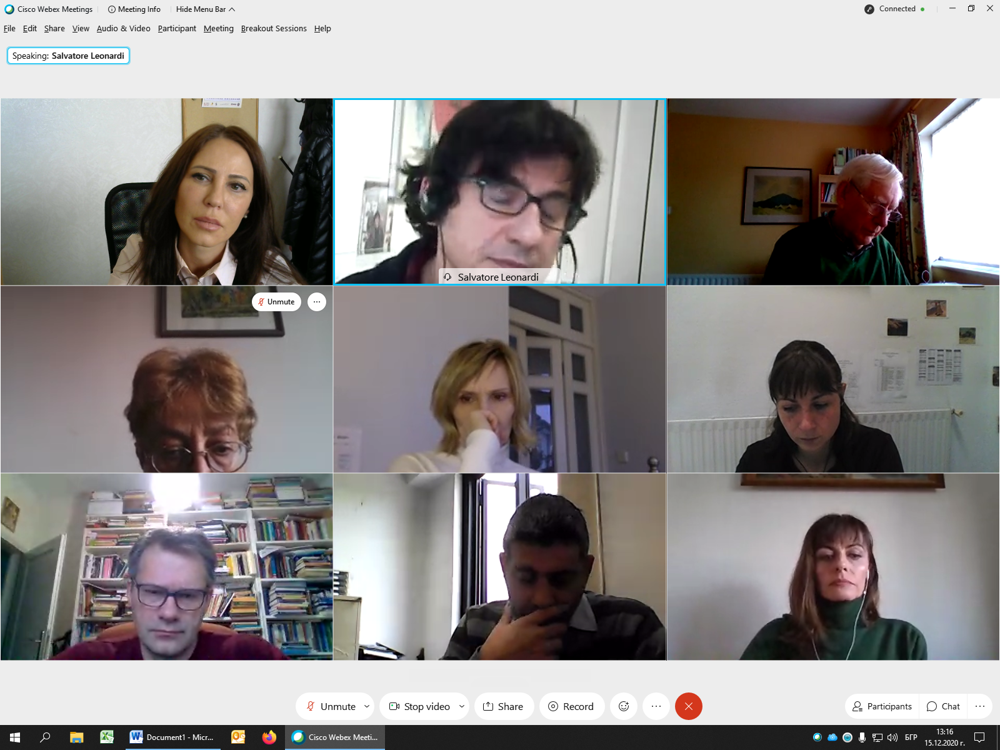 Cisco Webex Meetings
Meeting Info
Hide Menu Bar
Connected
File Edit Share View Audio & Video Participant Meeting Breakout Sessions Help
Speaking: Salvatore Leonardi
Salvatore Leonardi
Unmute
Unmute
Stop video
Share
Record
Participants
Chat
Document1 - Micr...
Cisco Webex Meeti...
БГР
13:16
15.12.2020 г.